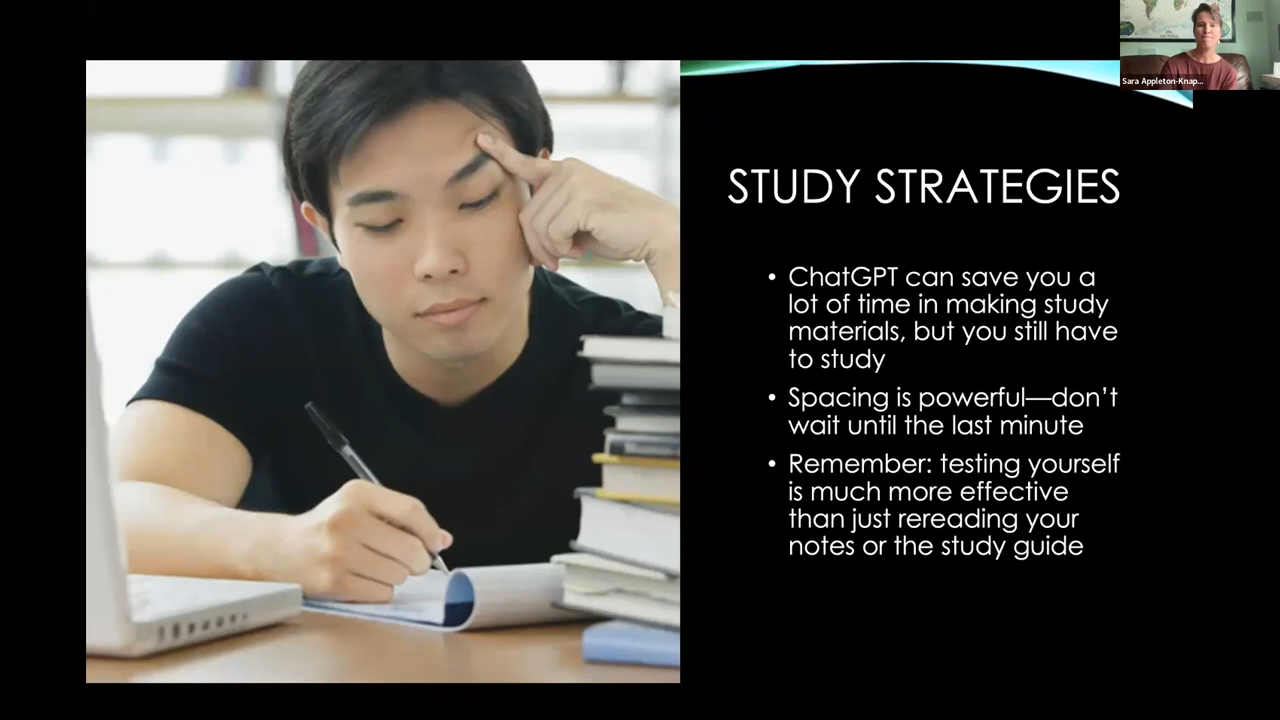 Sara Appleton-Knap...
STUDY STRATEGIES
• ChatGPT can save you a
lot of time in making study
materials, but you still have
to study
• Spacing is powerful—don't
wait until the last minute
• Remember: testing yourself
is much more effective
than just rereading your
notes or the study guide